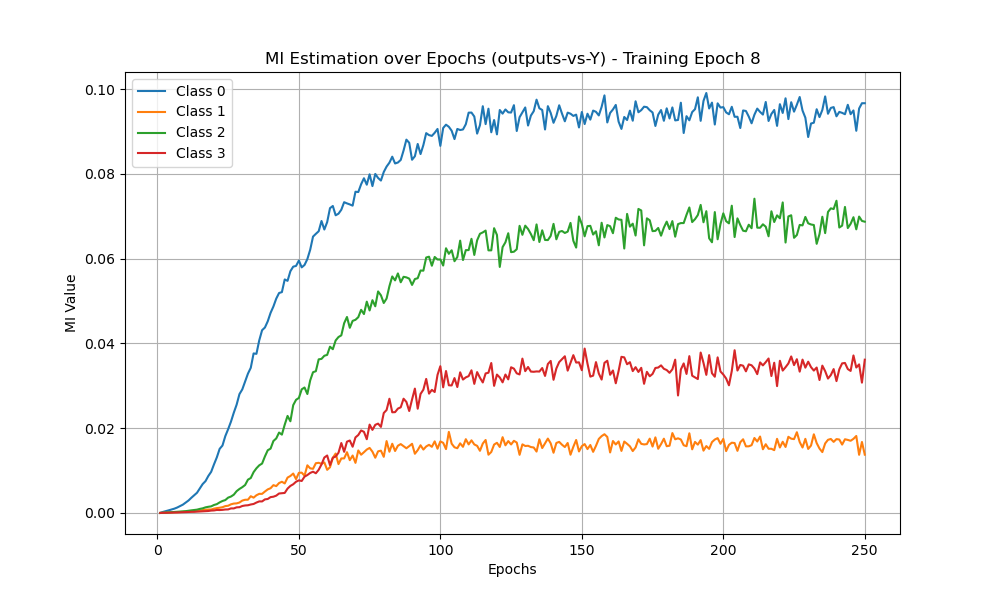 MI Estimation over Epochs (outputs-vs-Y) - Training Epoch 8
Class 0
Class 1
Class 2
Class 3
MI Value
0.10
0.08
0.06
0.04
0.02
0.00
0
50
100
150
200
250
Epochs